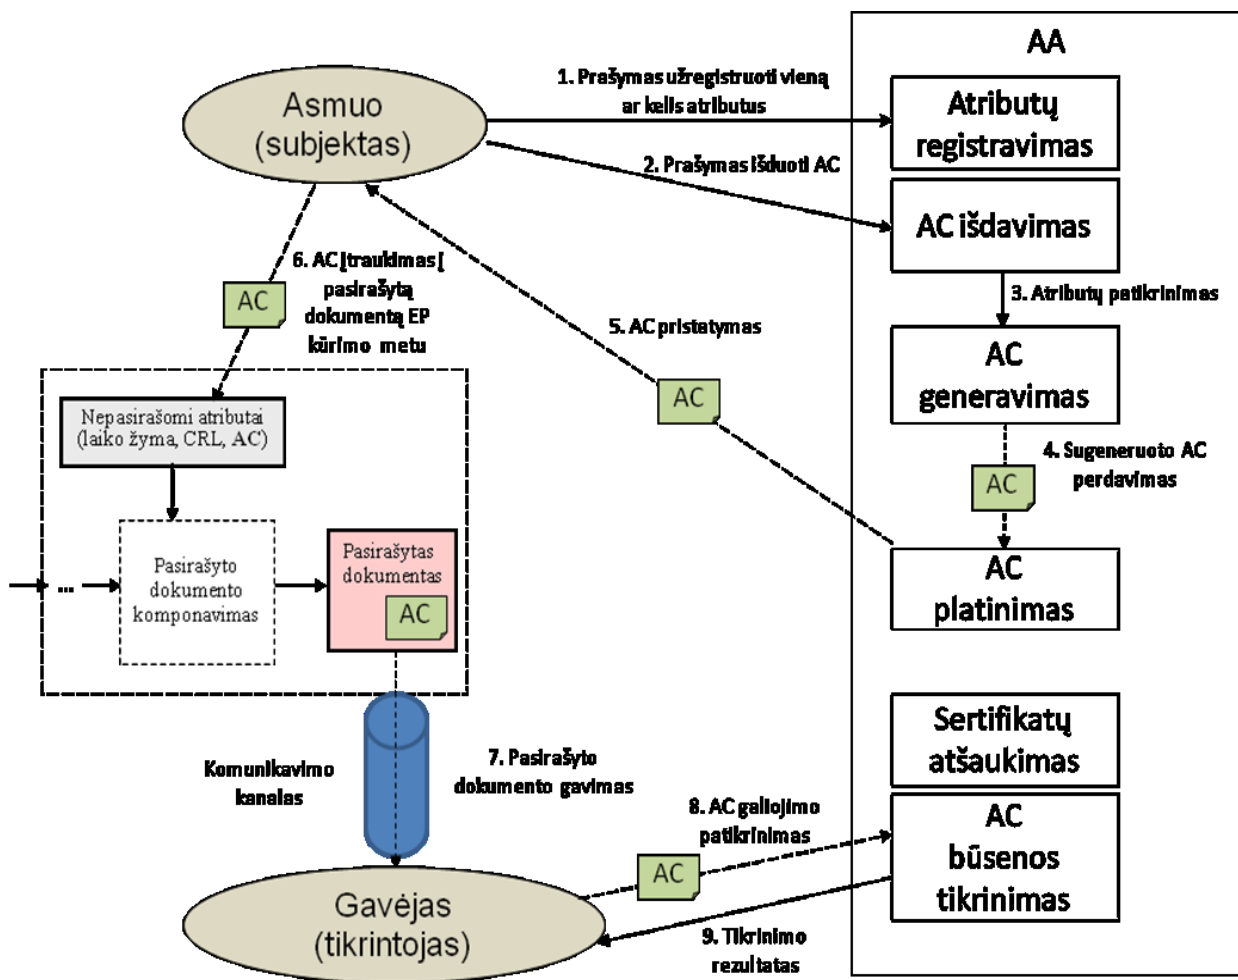 AA
Asmuo
(subjektas)
1. Prašymas užregistruoti vieną
ar kelis atributus
Atributų
registravimas
2. Prašymas išduoti AC
AC išdavimas
3. Atributų patikrinimas
AC
generavimas
4. Sugeneruoto AC
perdavimas
AC
AC
platinimas
5. AC pristatymas
AC
6. AC Įtraukimas Į
pasirašytą
dokumentą EP
kūrimo metu
AC
Nepasirašomi atributai
(laiko žyma, CRL, AC)
...
Pasirašyto
dokumento
komponavimas
Pasirašytas
dokumentas
AC
Komunikavimo
kanalas
7. Pasirašyto
dokumento gavimas
Sertifikatų
atšaukimas
8. AC galiojimo
patikrinimas
AC
AC
būsenos
tikrinimas
Gavėjas
(tikrintojas)
9. Tikrinimo
rezultatas